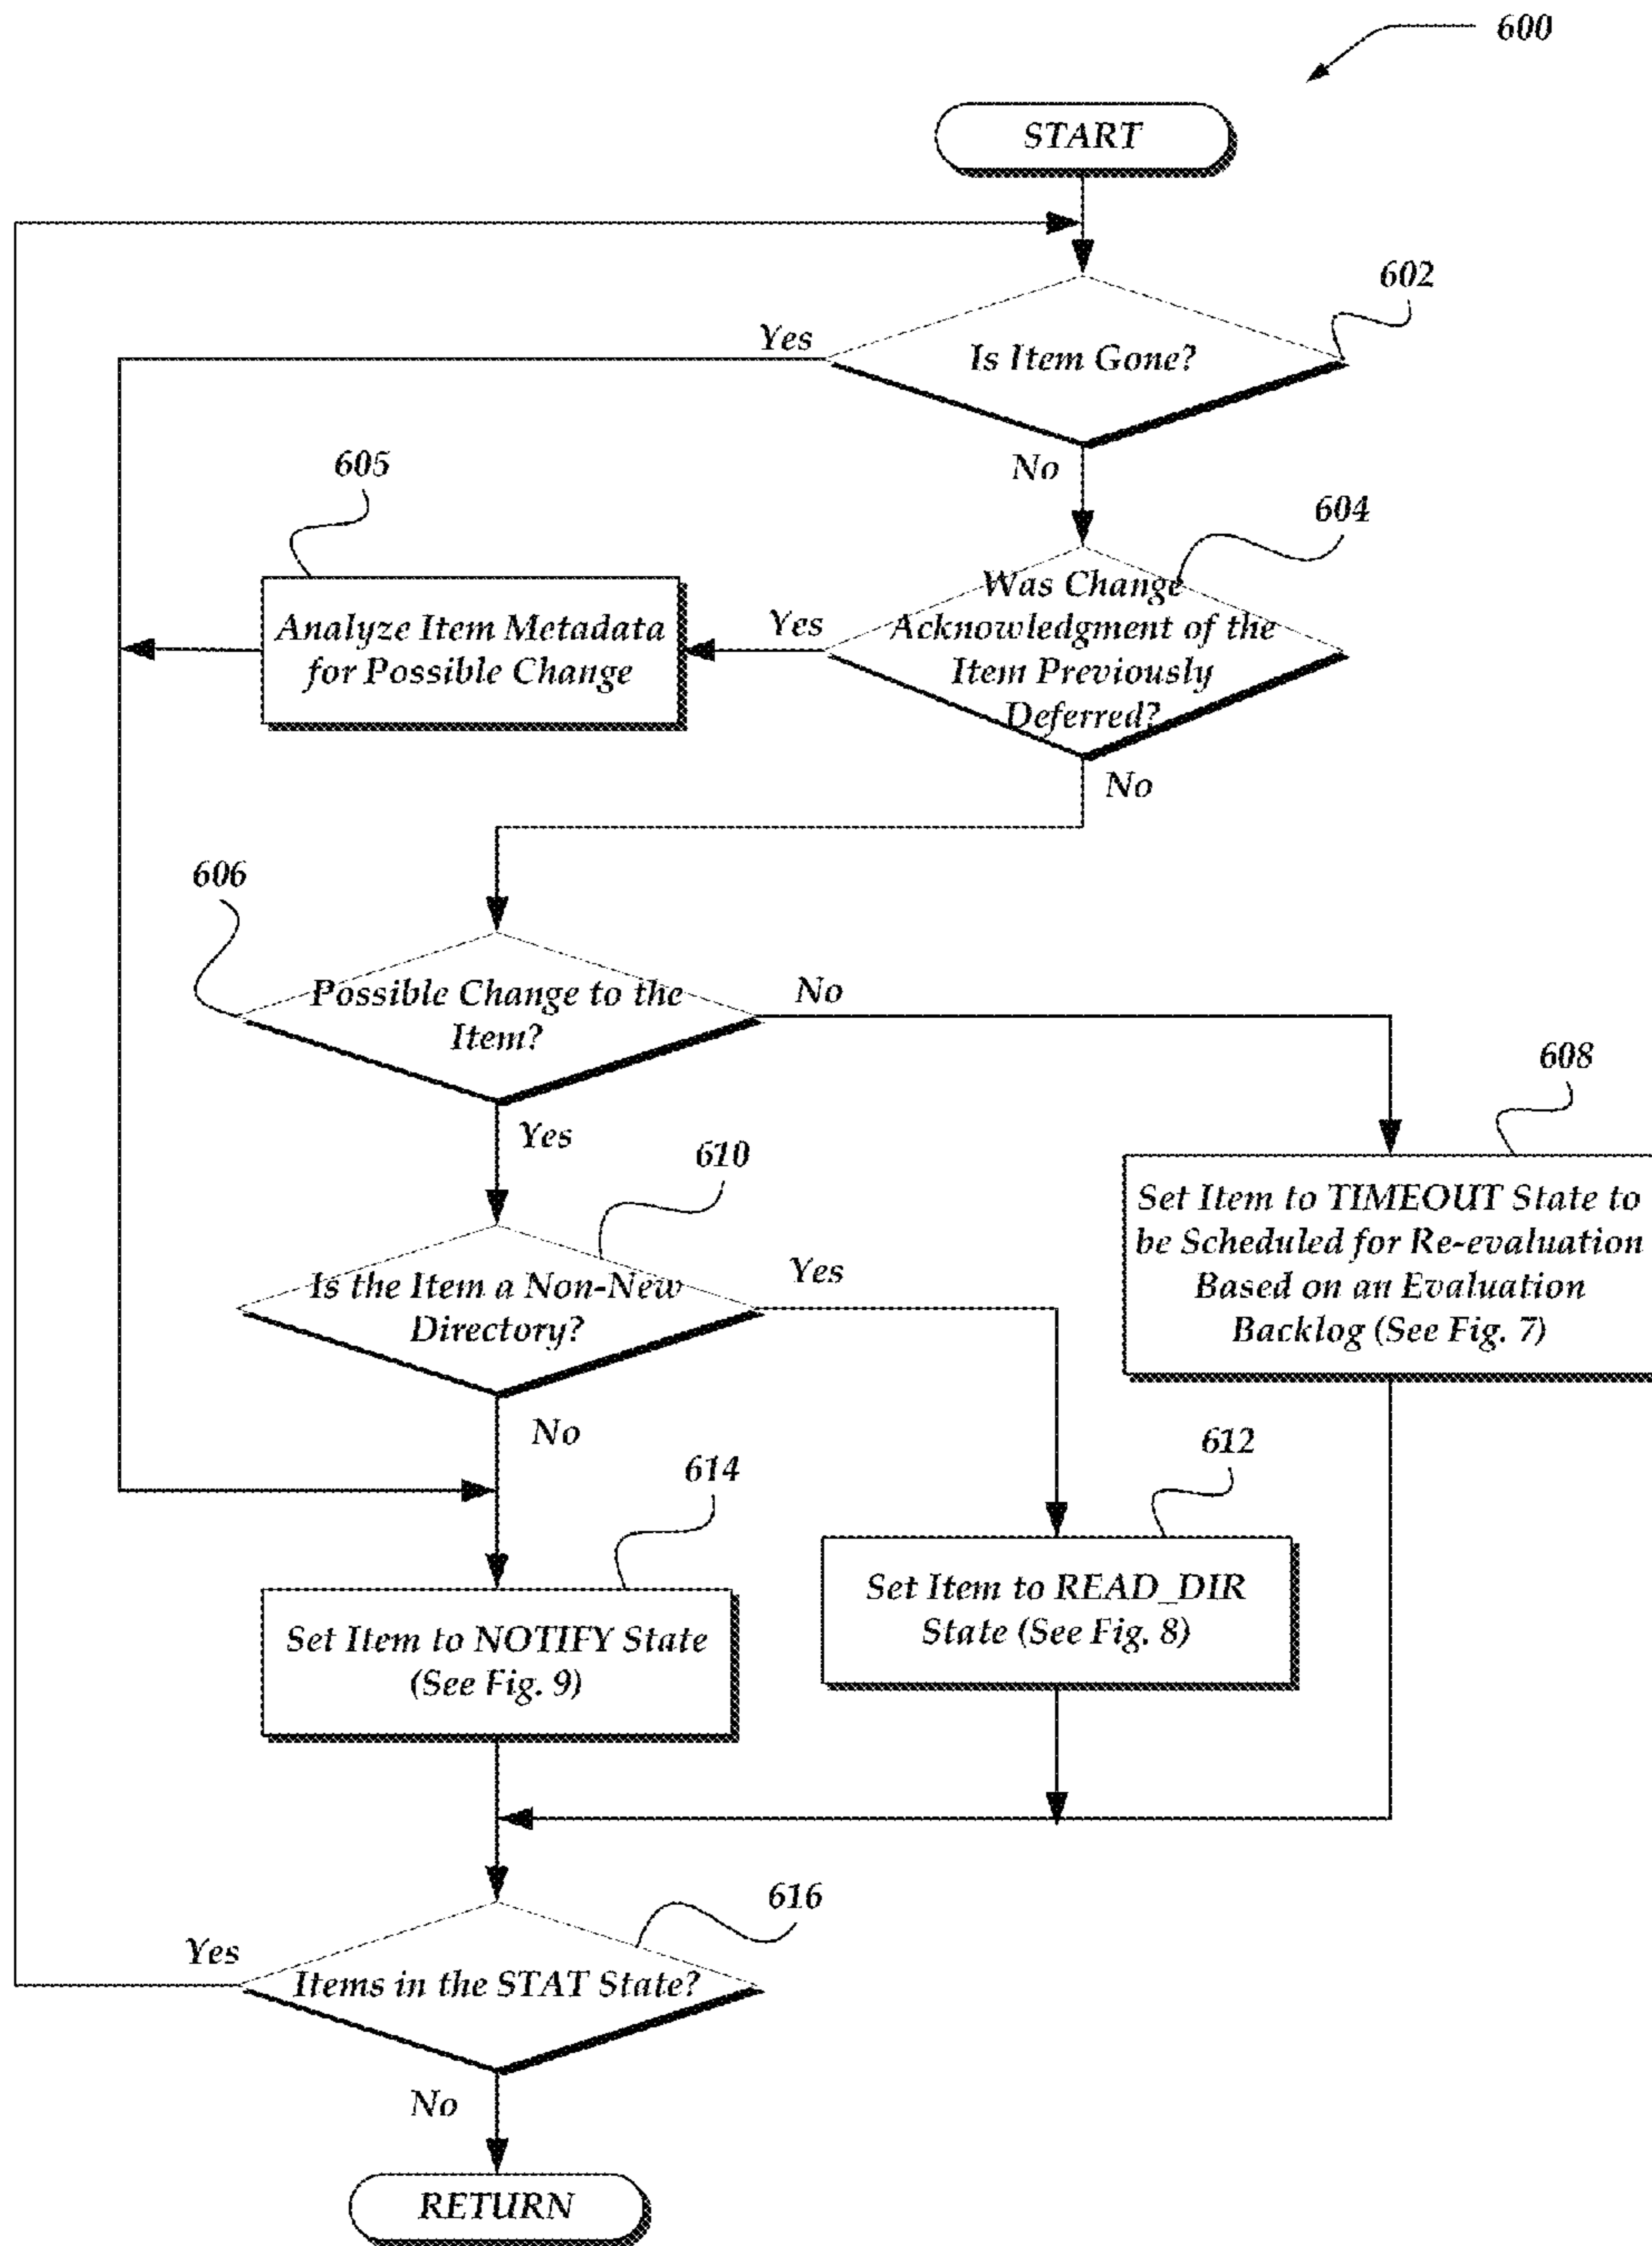 600
START
602
Yes
Is Item Gone?
No
605
604
Analyze Item Metadata
for Possible Change
Yes
Was Change
Acknowledgment of the
Item Previously
Deferred?
No
606
Possible Change to the
Item?
No
608
Yes
610
Set Item to TIMEOUT State to
be Scheduled for Re-evaluation
Based on an Evaluation
Backlog (See Fig. 7)
Is the Item a Non-New
Directory?
Yes
No
612
614
Set Item to READ_DIR
State (See Fig. 8)
Set Item to NOTIFY State
(See Fig. 9)
616
Yes
Items in the STAT State?
No
RETURN